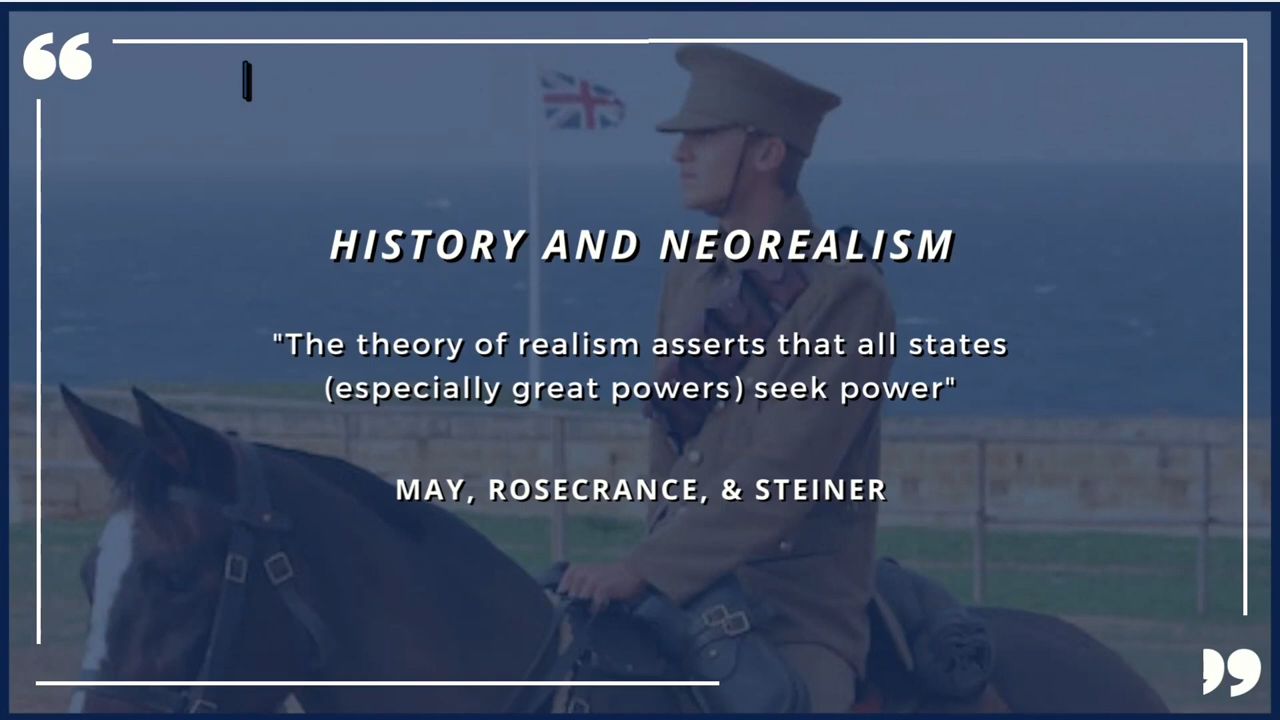 HISTORY AND NEOREALISM
"The theory of realism asserts that all states
(especially great powers) seek power"
MAY, ROSECRANCE, & STEINER